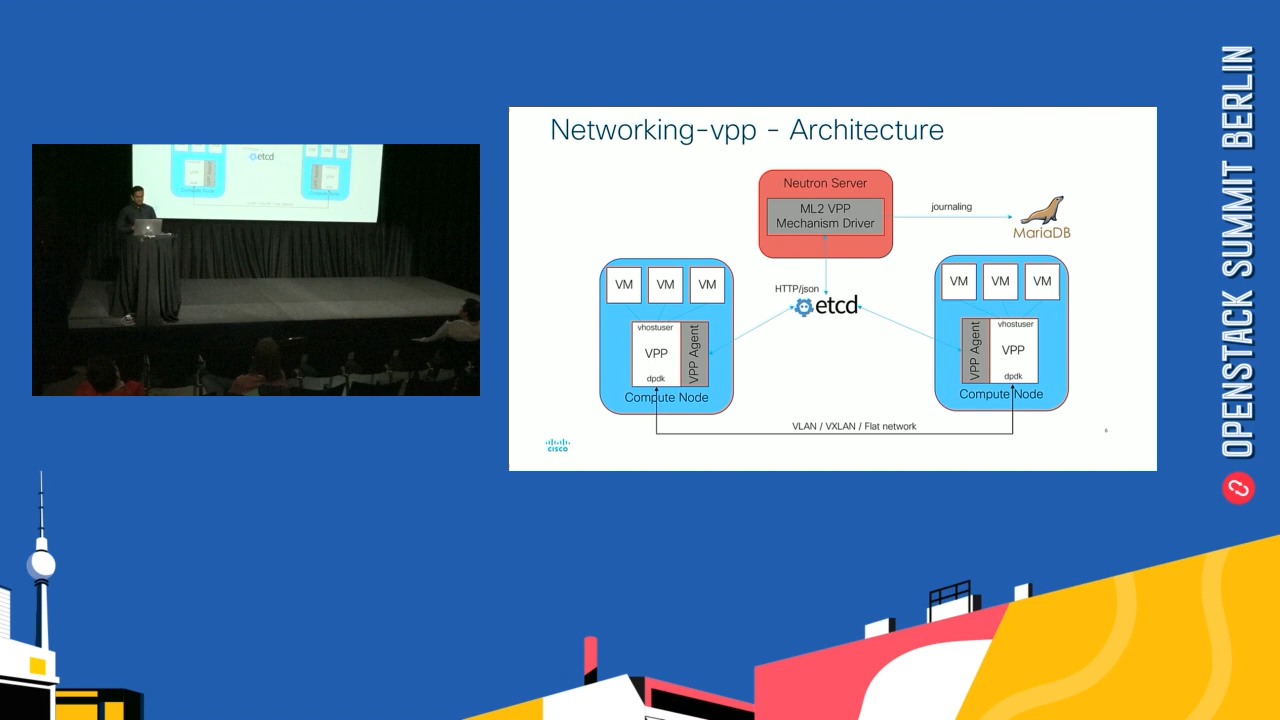 Networking-vpp - Architecture
Neutron Server
ML2 VPP
Mechanism Driver
journaling
MariaDB
HTTP/json
etcd
VM VM VM
vhostuser
VPP
VPP Agent
dpdk
Compute Node
VM VM VM
vhostuser
VPP Agent
VPP
dpdk
Compute Node
VLAN / VXLAN / Flat network
6
CISCO
OPENSTACK SUMMIT BERLIN
etcd